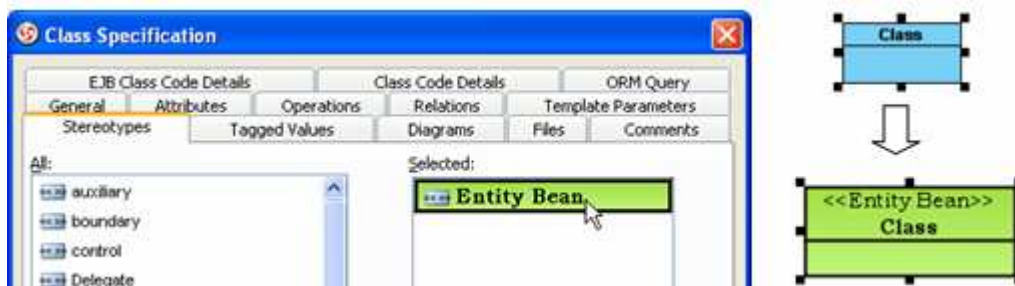 Class Specification
EJB Class Code Details Class Code Details ORM Query
General Attributes Operations Relations Template Parameters
Stereotypes Tagged Values Diagrams Files Comments
All:
auxiliary
boundary
control
Delegate
Selected:
Entity Bean
Class
<<Entity Bean>>
Class